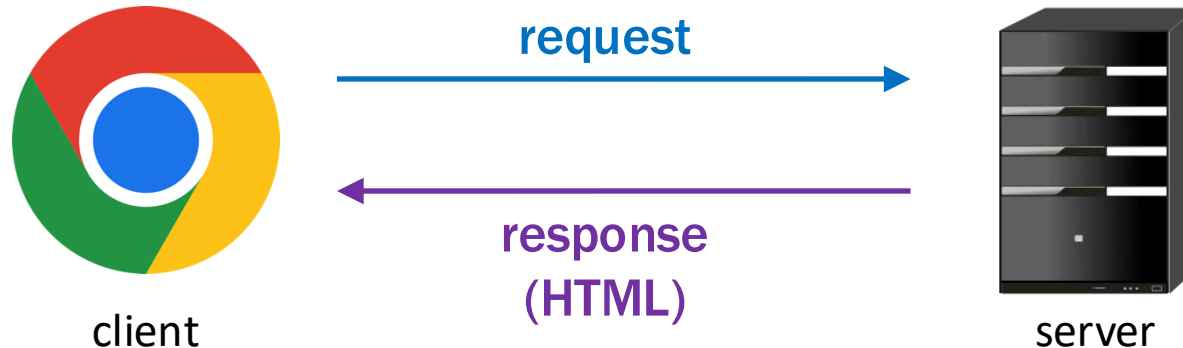 request
response
(HTML)
client
server